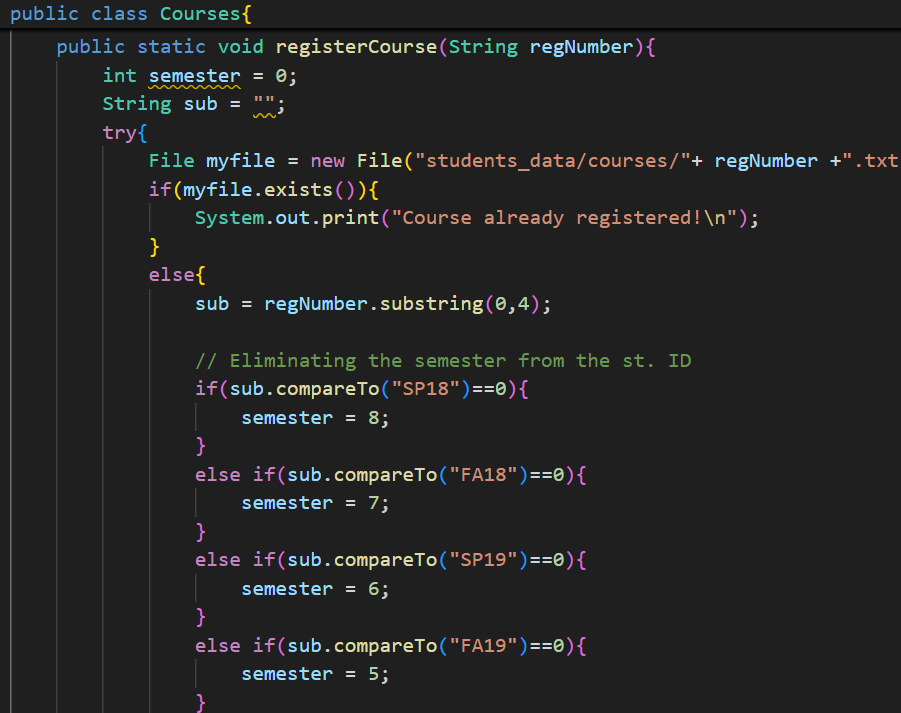 public class Courses{
public static void registerCourse(String regNumber){
int semester = 0;
String sub = "";
try{
File myfile = new File("students_data/courses/"+ regNumber +".txt
if(myfile.exists()){
System.out.print("Course already registered!\n");
}
else{
sub = regNumber.substring(0,4);
// Eliminating the semester from the st. ID
if(sub.compareTo("SP18")==0){
semester = 8;
}
else if(sub.compareTo("FA18")==0){
semester = 7;
}
else if(sub.compareTo("SP19")==0){
semester = 6;
}
else if(sub.compareTo("FA19")==0){
semester = 5;
}